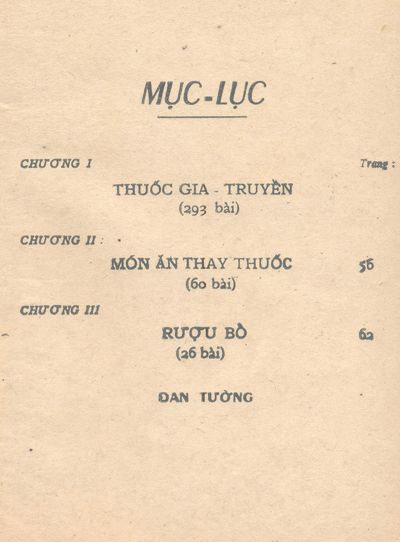 MỤC-LỤC
CHƯƠNG I Trang :
THUỐC GIA - TRUYỀN
(293 bài)
CHƯƠNG II :
MÓN ĂN THAY THUỐC 56
(60 bài)
CHƯƠNG III
RƯỢU BỔ 62
(26 bài)
ĐAN TƯỜNG